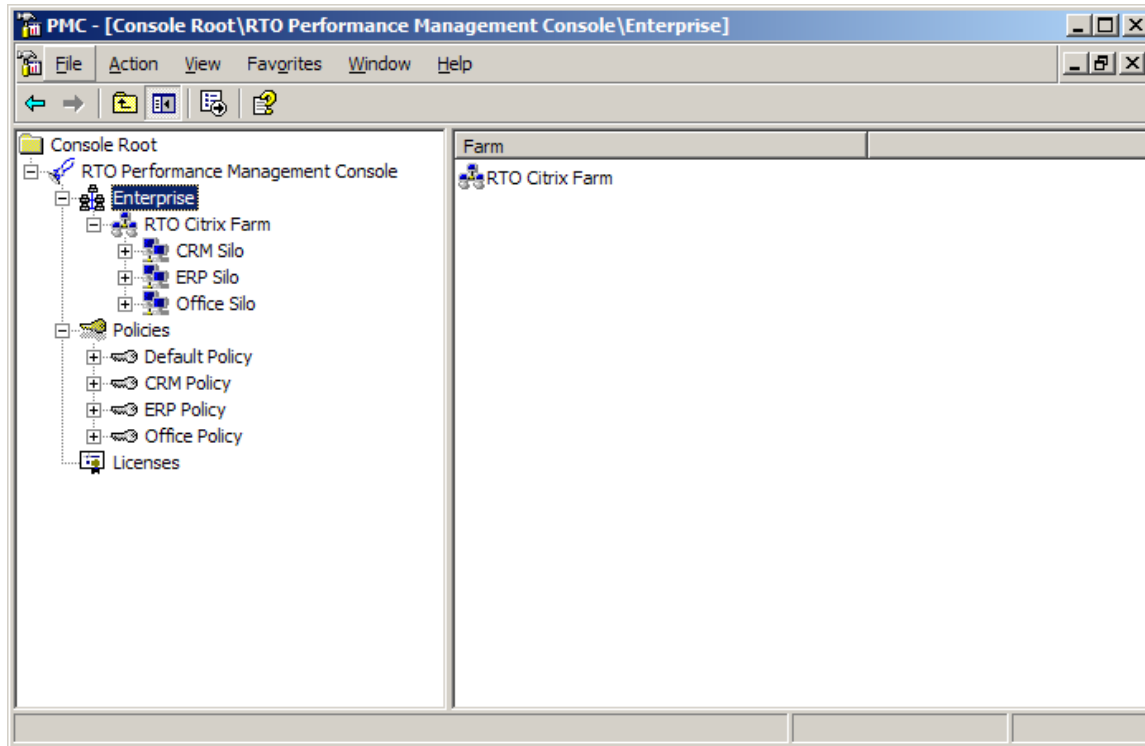 PMC - [Console Root\RTO Performance Management Console\Enterprise]
File Action View Favorites Window Help
Console Root
RTO Performance Management Console
Enterprise
RTO Citrix Farm
CRM Silo
ERP Silo
Office Silo
Policies
Default Policy
CRM Policy
ERP Policy
Office Policy
Licenses
Farm
RTO Citrix Farm